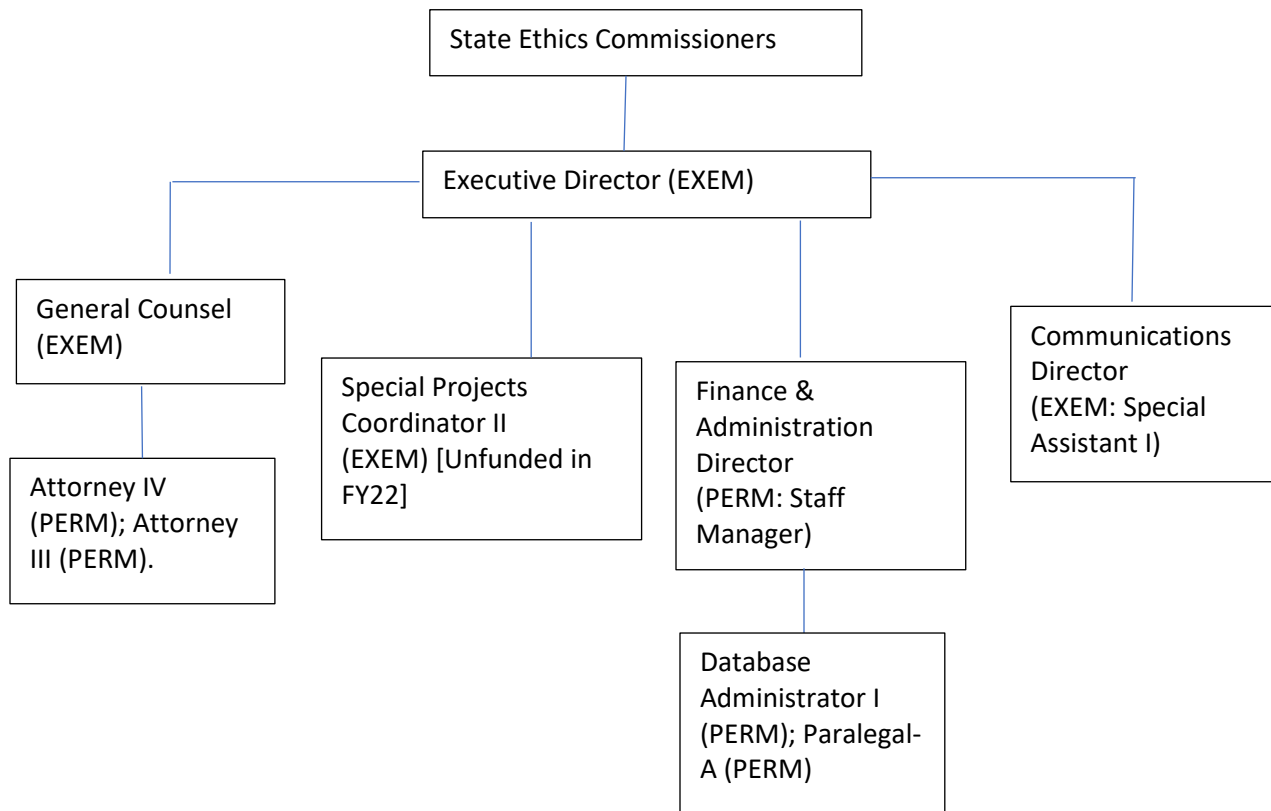 State Ethics Commissioners
Executive Director (EXEM)
General Counsel
(EXEM)
Attorney IV
(PERM); Attorney
III (PERM).
Special Projects
Coordinator II
(EXEM) [Unfunded in
FY22]
Finance &
Administration
Director
(PERM: Staff
Manager)
Database
Administrator I
(PERM); Paralegal-
A (PERM)
Communications
Director
(EXEM: Special
Assistant I)